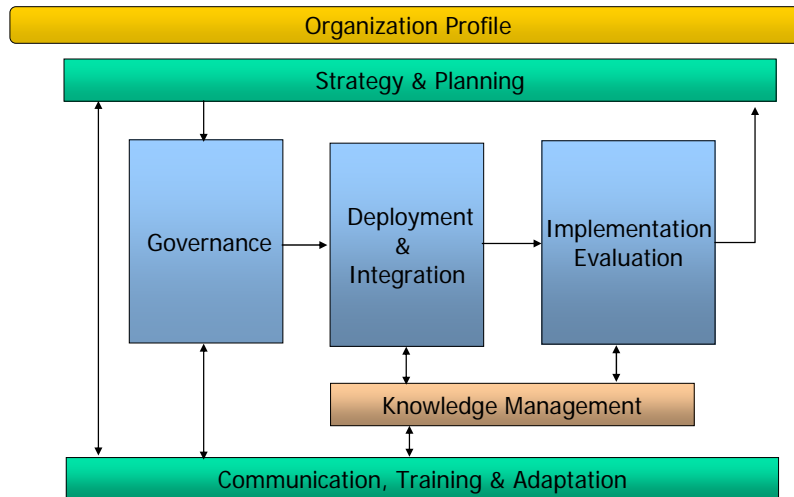 Organization Profile
Strategy & Planning
Governance
Deployment
&
Integration
Implementation
Evaluation
Knowledge Management
Communication, Training & Adaptation